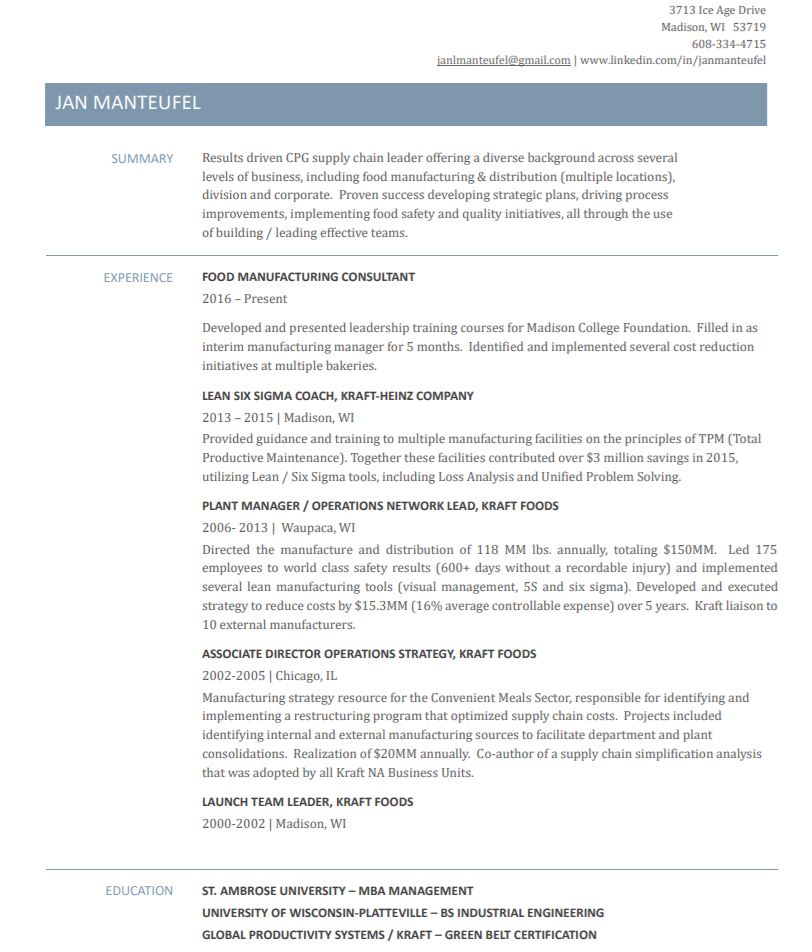 3713 Ice Age Drive
Madison, WI  53719
608-334-4715
janlmanteufel@gmail.com | www.linkedin.com/in/janmanteufel
JAN MANTEUFEL
SUMMARY
Results driven CPG supply chain leader offering a diverse background across several
levels of business, including food manufacturing & distribution (multiple locations),
division and corporate.  Proven success developing strategic plans, driving process
improvements, implementing food safety and quality initiatives, all through the use
of building / leading effective teams.
EXPERIENCE
FOOD MANUFACTURING CONSULTANT
2016 – Present
Developed and presented leadership training courses for Madison College Foundation.  Filled in as
interim manufacturing manager for 5 months.  Identified and implemented several cost reduction
initiatives at multiple bakeries.
LEAN SIX SIGMA COACH, KRAFT-HEINZ COMPANY
2013 – 2015 | Madison, WI
Provided guidance and training to multiple manufacturing facilities on the principles of TPM (Total
Productive Maintenance). Together these facilities contributed over $3 million savings in 2015,
utilizing Lean / Six Sigma tools, including Loss Analysis and Unified Problem Solving.
PLANT MANAGER / OPERATIONS NETWORK LEAD, KRAFT FOODS
2006- 2013 |  Waupaca, WI
Directed the manufacture and distribution of 118 MM lbs. annually, totaling $150MM.  Led 175
employees to world class safety results (600+ days without a recordable injury) and implemented
several lean manufacturing tools (visual management, 5S and six sigma). Developed and executed
strategy to reduce costs by $15.3MM (16% average controllable expense) over 5 years.  Kraft liaison to
10 external manufacturers.
ASSOCIATE DIRECTOR OPERATIONS STRATEGY, KRAFT FOODS
2002-2005 | Chicago, IL
Manufacturing strategy resource for the Convenient Meals Sector, responsible for identifying and
implementing a restructuring program that optimized supply chain costs.  Projects included
identifying internal and external manufacturing sources to facilitate department and plant
consolidations.  Realization of $20MM annually.  Co-author of a supply chain simplification analysis
that was adopted by all Kraft NA Business Units.
LAUNCH TEAM LEADER, KRAFT FOODS
2000-2002 | Madison, WI
EDUCATION
ST. AMBROSE UNIVERSITY – MBA MANAGEMENT
UNIVERSITY OF WISCONSIN-PLATTEVILLE – BS INDUSTRIAL ENGINEERING
GLOBAL PRODUCTIVITY SYSTEMS / KRAFT – GREEN BELT CERTIFICATION